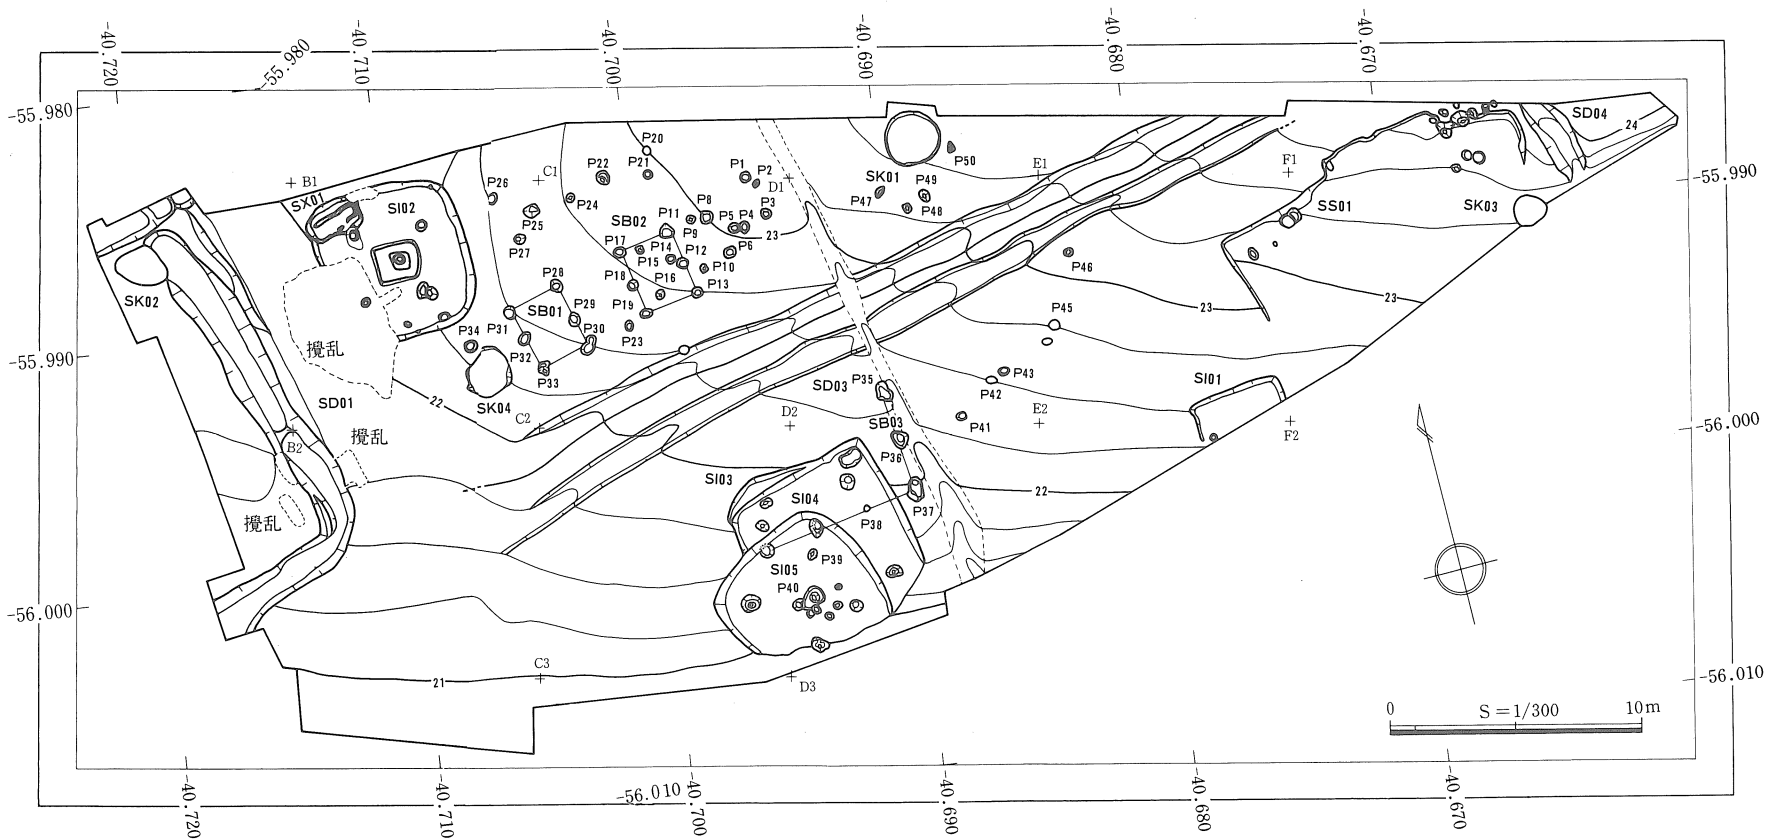 -40.720
-55.980
-40.710
-40.700
-40.690
-40.680
-40.670
-55.980
-55.990
-56.000
-55.990
-56.000
-56.010
-40.720
-40.710
-56.010
-40.700
-40.690
-40.680
-40.670
B1
C1
D1
E1
F1
B2
C2
D2
E2
F2
C3
D3
SX01
SI02
SK02
SD01
攪乱
攪乱
攪乱
SK04
SB01
SB02
SK01
SD04
SS01
SK03
SI01
SD03
SB03
SI03
SI04
SI05
P1
P2
P3
P4
P5
P6
P8
P9
P10
P11
P12
P13
P14
P15
P16
P17
P18
P19
P20
P21
P22
P23
P24
P25
P26
P27
P28
P29
P30
P31
P32
P33
P34
P35
P36
P37
P38
P39
P40
P41
P42
P43
P45
P46
P47
P48
P49
P50
24
23
23
23
22
22
21
0
S=1/300
10m